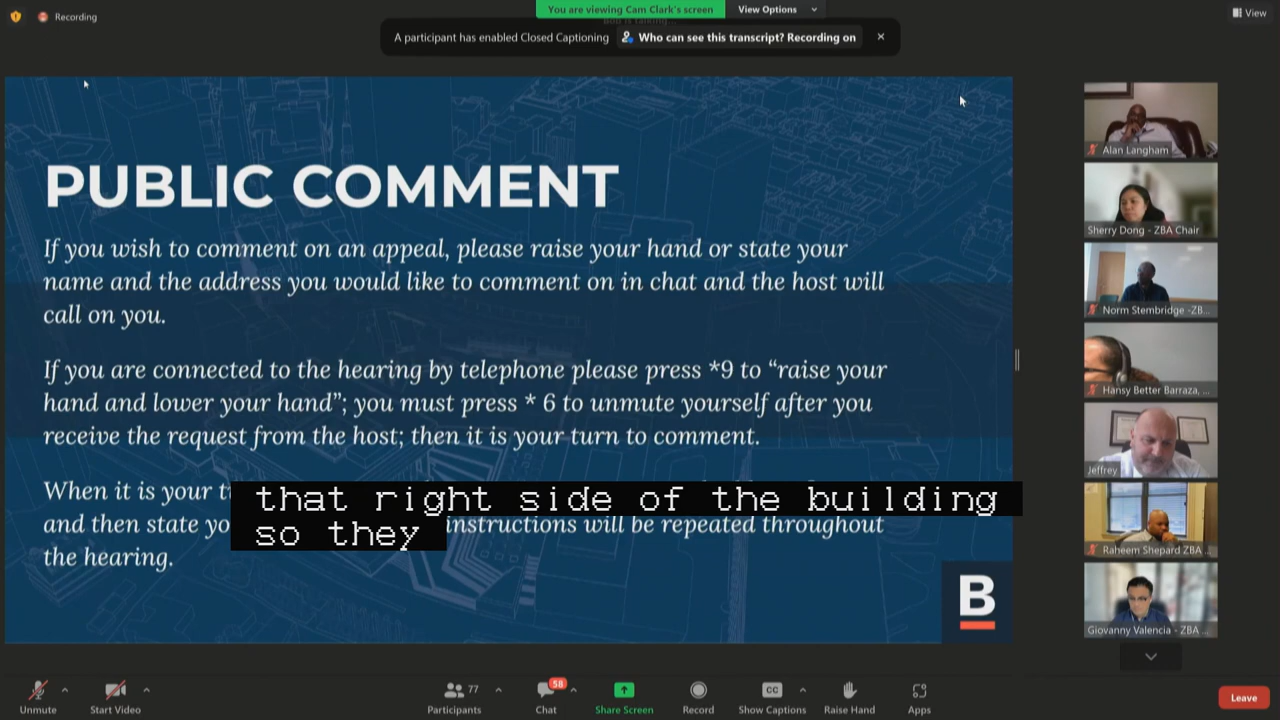 You are viewing Cam Clark's screen
View Options
Recording
View
A participant has enabled Closed Captioning
Who can see this transcript? Recording on
PUBLIC COMMENT
If you wish to comment on an appeal, please raise your hand or state your
name and the address you would like to comment on in chat and the host will
call on you.
If you are connected to the hearing by telephone please press *9 to “raise your
hand and lower your hand”; you must press * 6 to unmute yourself after you
receive the request from the host; then it is your turn to comment.
When it is your
that right side of the building
and then state
so they
instructions will be repeated throughout
the hearing.
B
Alan Langham
Sherry Dong - ZBA Chair
Norm Stembridge -ZB...
Hansy Better Barraza, ...
Jeffrey
Raheem Shepard ZBA ...
Giovanny Valencia - ZBA ...
Unmute
Start Video
77
Participants
58
Chat
Share Screen
Record
CC
Show Captions
Raise Hand
Apps
Leave